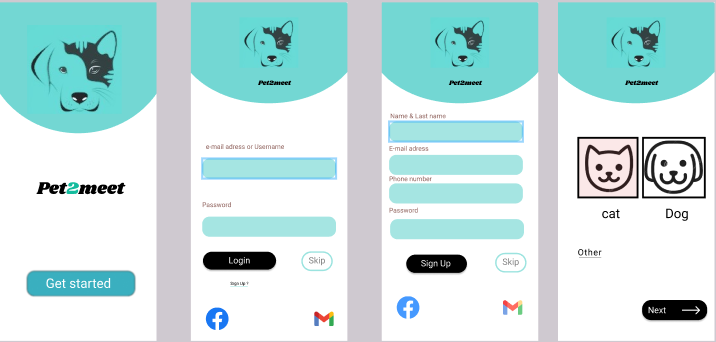 Pet2meet
Get started
Pet2meet
e-mail adress or Username
Password
Login
Skip
Sign Up ?
Pet2meet
Name & Last name
E-mail adress
Phone number
Password
Sign Up
Skip
Pet2meet
cat
Dog
Other
Next